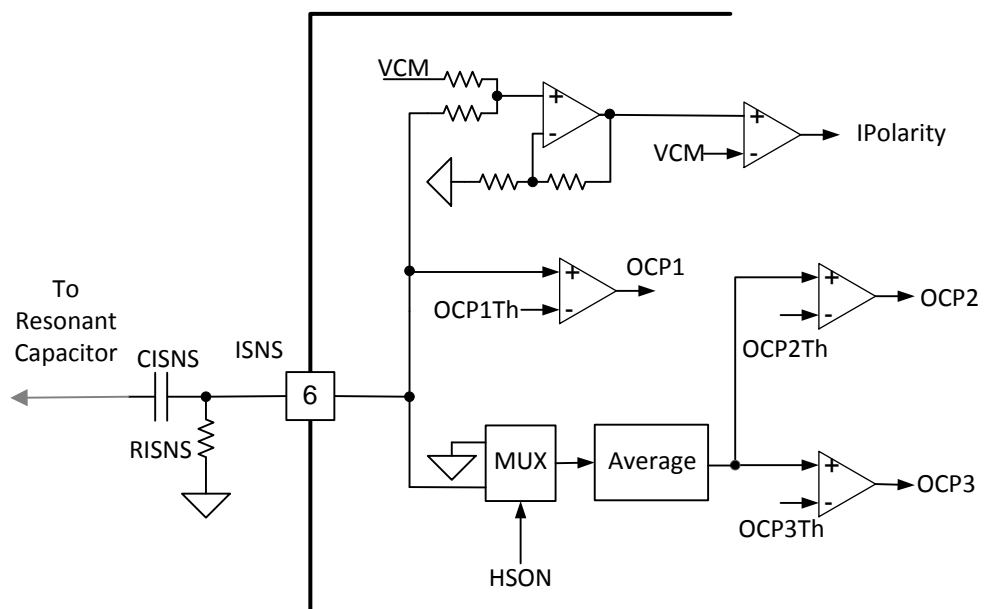 VCM
+
-
+
-
VCM
IPolarity
+
-
OCP1
OCP1Th
To
Resonant
Capacitor
CISNS
ISNS
6
RISNS
+
-
OCP2
OCP2Th
MUX
Average
+
-
OCP3
OCP3Th
HSON